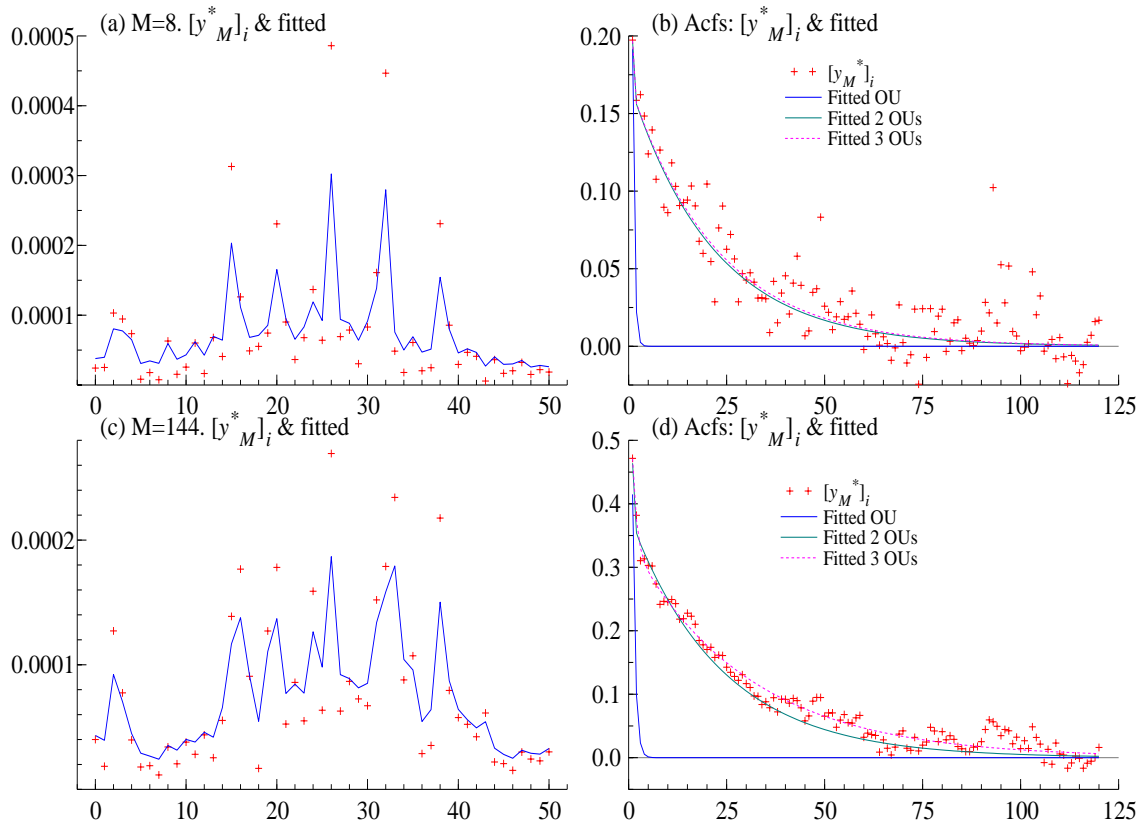 (a) M=8. [y*M]i & fitted
0.0005
0.0004
0.0003
0.0002
0.0001
0 10 20 30 40 50
(b) Acfs: [y*M]i & fitted
0.20
0.15
0.10
0.05
0.00
[yM*]i
Fitted OU
Fitted 2 OUs
Fitted 3 OUs
0 25 50 75 100 125
(c) M=144. [y*M]i & fitted
0.0002
0.0001
0 10 20 30 40 50
(d) Acfs: [y*M]i & fitted
0.5
0.4
0.3
0.2
0.1
0.0
[yM*]i
Fitted OU
Fitted 2 OUs
Fitted 3 OUs
0 25 50 75 100 125